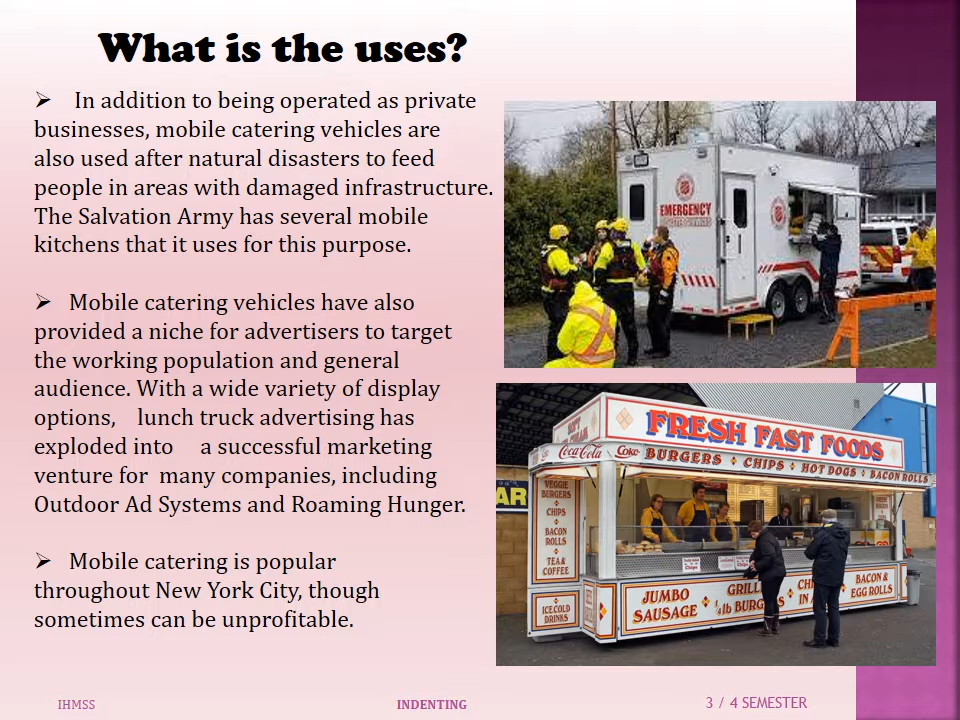 What is the uses?
➢ In addition to being operated as private
businesses, mobile catering vehicles are
also used after natural disasters to feed
people in areas with damaged infrastructure.
The Salvation Army has several mobile
kitchens that it uses for this purpose.
➢ Mobile catering vehicles have also
provided a niche for advertisers to target
the working population and general
audience. With a wide variety of display
options, lunch truck advertising has
exploded into a successful marketing
venture for many companies, including
Outdoor Ad Systems and Roaming Hunger.
➢ Mobile catering is popular
throughout New York City, though
sometimes can be unprofitable.
EMERGENCY
FRESH FAST FOODS
Coca-Cola Coke BURGERS CHIPS HOT DOGS BACON ROLLS
AR
VEGGIE
BURGERS
CHIPS
BACON
ROLLS
TEA &
COFFEE
ICE COLD
DRINKS
JUMBO
SAUSAGE
1/4lb BURGERS
BACON &
EGG ROLLS
IHMSS
INDENTING
3 / 4 SEMESTER